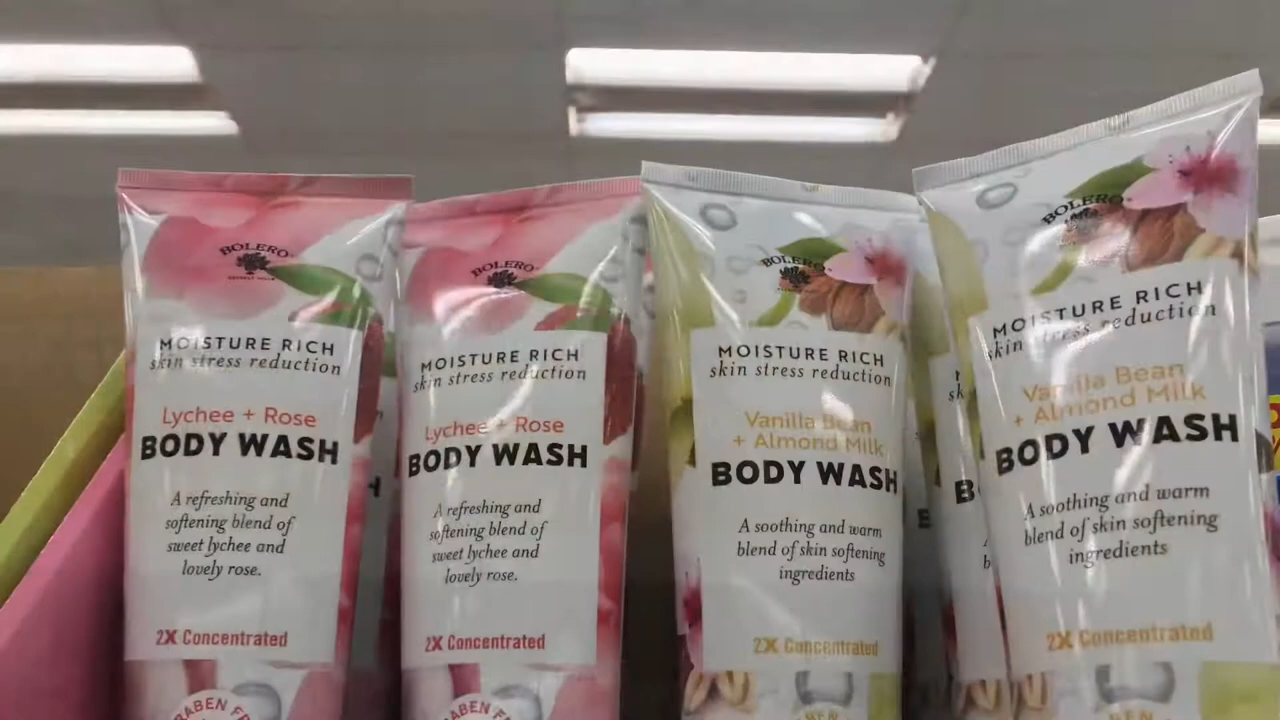 BOLERO
MOISTURE RICH
skin stress reduction
Lychee + Rose
BODY WASH
A refreshing and
softening blend of
sweet lychee and
lovely rose.
2X Concentrated
BOLERO
MOISTURE RICH
skin stress reduction
Lychee + Rose
BODY WASH
A refreshing and
softening blend of
sweet lychee and
lovely rose.
2X Concentrated
BOLERO
MOISTURE RICH
skin stress reduction
Vanilla Bean
+ Almond Milk
BODY WASH
A soothing and warm
blend of skin softening
ingredients
2X Concentrated
BOLERO
MOISTURE RICH
skin stress reduction
Vanilla Bean
+ Almond Milk
BODY WASH
A soothing and warm
blend of skin softening
ingredients
2X Concentrated